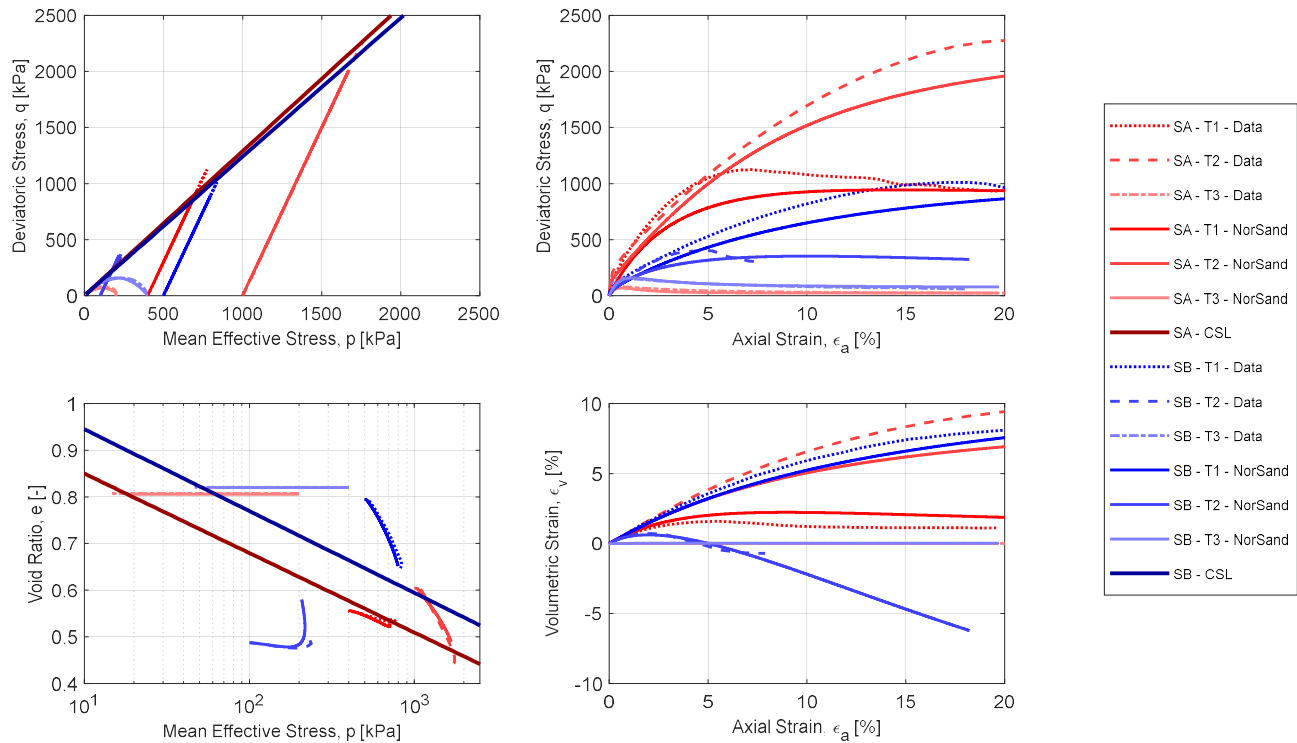 2500
2000
1500
1000
500
0
Deviatoric Stress, q [kPa]
0 500 1000 1500 2000 2500
Mean Effective Stress, p [kPa]
2500
2000
1500
1000
500
0
Deviatoric Stress, q [kPa]
0 5 10 15 20
Axial Strain, ϵa [%]
1
0.9
0.8
0.7
0.6
0.5
0.4
Void Ratio, e [-]
10^1 10^2 10^3
Mean Effective Stress, p [kPa]
10
5
0
-5
-10
Volumetric Strain, ϵv [%]
0 5 10 15 20
Axial Strain, ϵa [%]
SA - T1 - Data
SA - T2 - Data
SA - T3 - Data
SA - T1 - NorSand
SA - T2 - NorSand
SA - T3 - NorSand
SA - CSL
SB - T1 - Data
SB - T2 - Data
SB - T3 - Data
SB - T1 - NorSand
SB - T2 - NorSand
SB - T3 - NorSand
SB - CSL